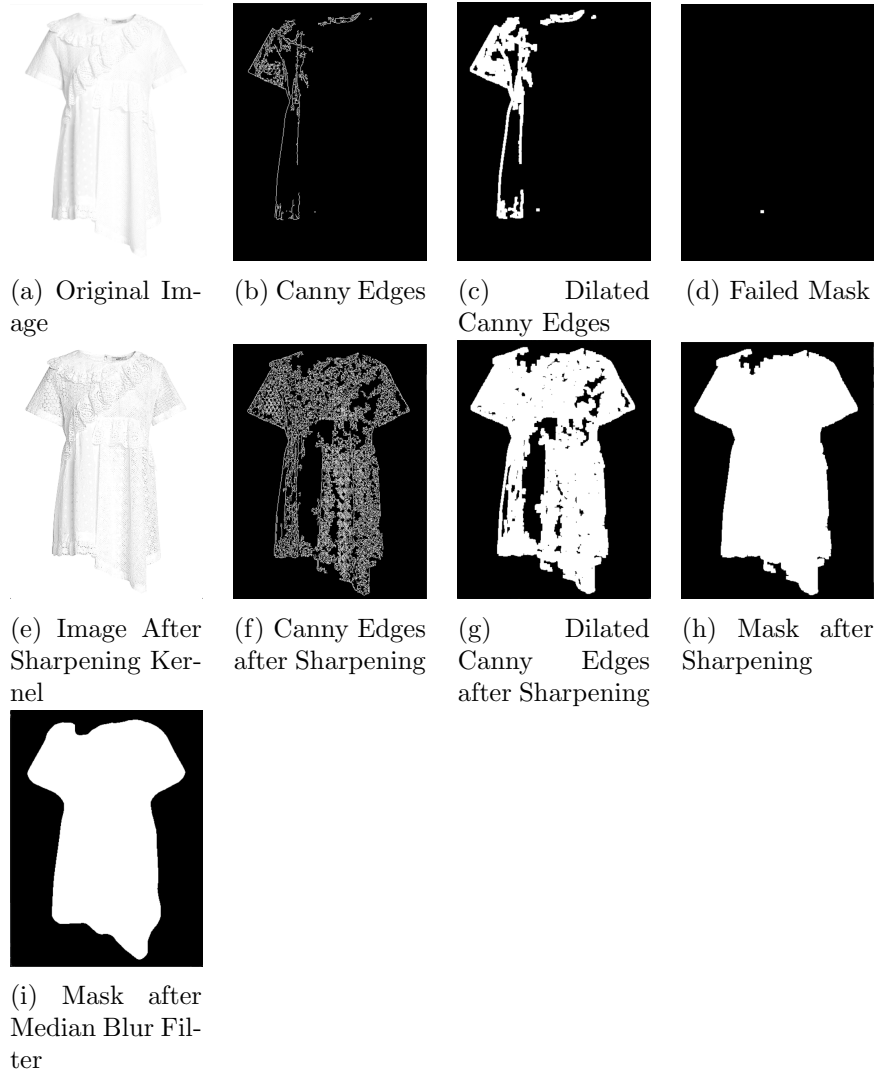 (a) Original Im-
age
(b) Canny Edges
(c) Dilated
Canny Edges
(d) Failed Mask
(e) Image After
Sharpening Ker-
nel
(f) Canny Edges
after Sharpening
(g) Dilated
Canny Edges
after Sharpening
(h) Mask after
Sharpening
(i) Mask after
Median Blur Fil-
ter